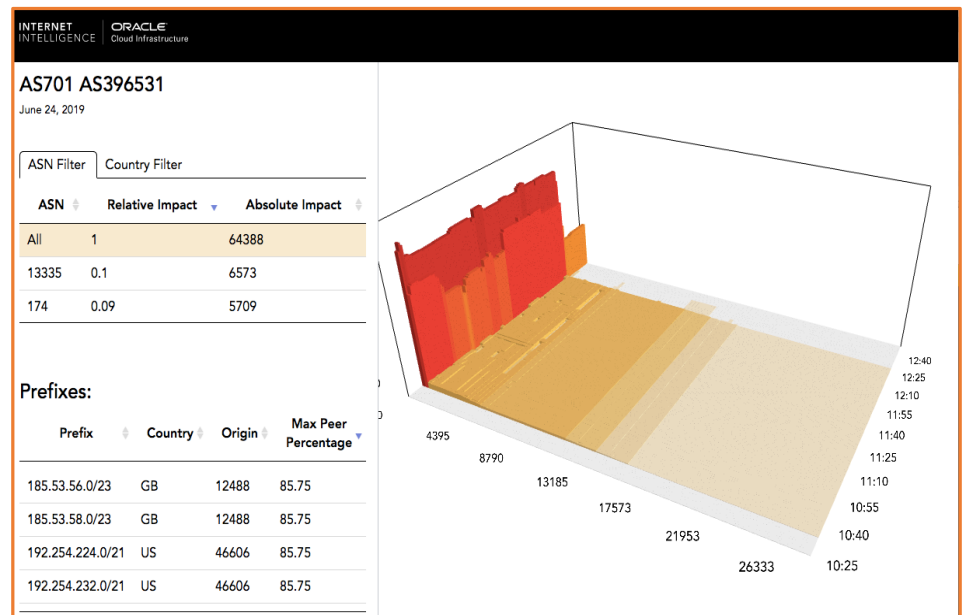 INTERNET
INTELLIGENCE
ORACLE
Cloud Infrastructure
AS701 AS396531
June 24, 2019
ASN Filter Country Filter
ASN Relative Impact Absolute Impact
All 1 64388
13335 0.1 6573
174 0.09 5709
Prefixes:
Prefix Country Origin Max Peer Percentage
185.53.56.0/23 GB 12488 85.75
185.53.58.0/23 GB 12488 85.75
192.254.224.0/21 US 46606 85.75
192.254.232.0/21 US 46606 85.75
4395
8790
13185
17573
21953
26333
12:40
12:25
12:10
11:55
11:40
11:25
11:10
10:55
10:40
10:25